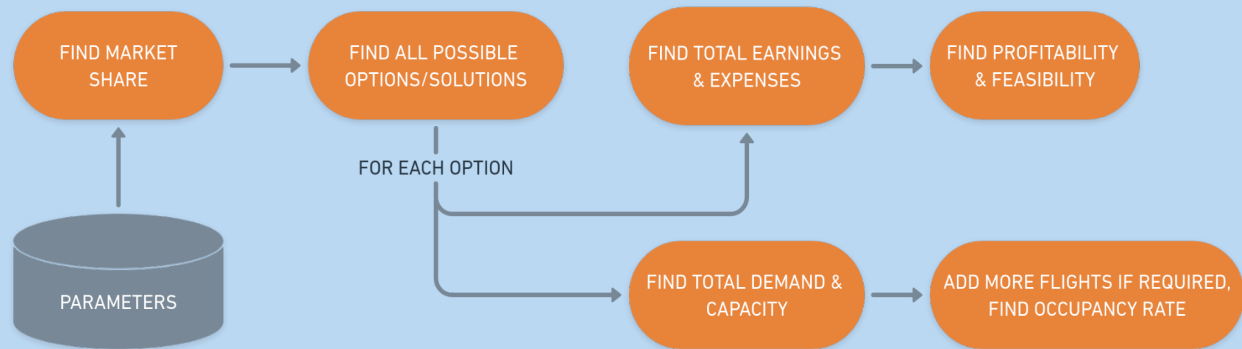 FIND MARKET
SHARE
FIND ALL POSSIBLE
OPTIONS/SOLUTIONS
FIND TOTAL EARNINGS
& EXPENSES
FIND PROFITABILITY
& FEASIBILITY
FOR EACH OPTION
PARAMETERS
FIND TOTAL DEMAND &
CAPACITY
ADD MORE FLIGHTS IF REQUIRED,
FIND OCCUPANCY RATE